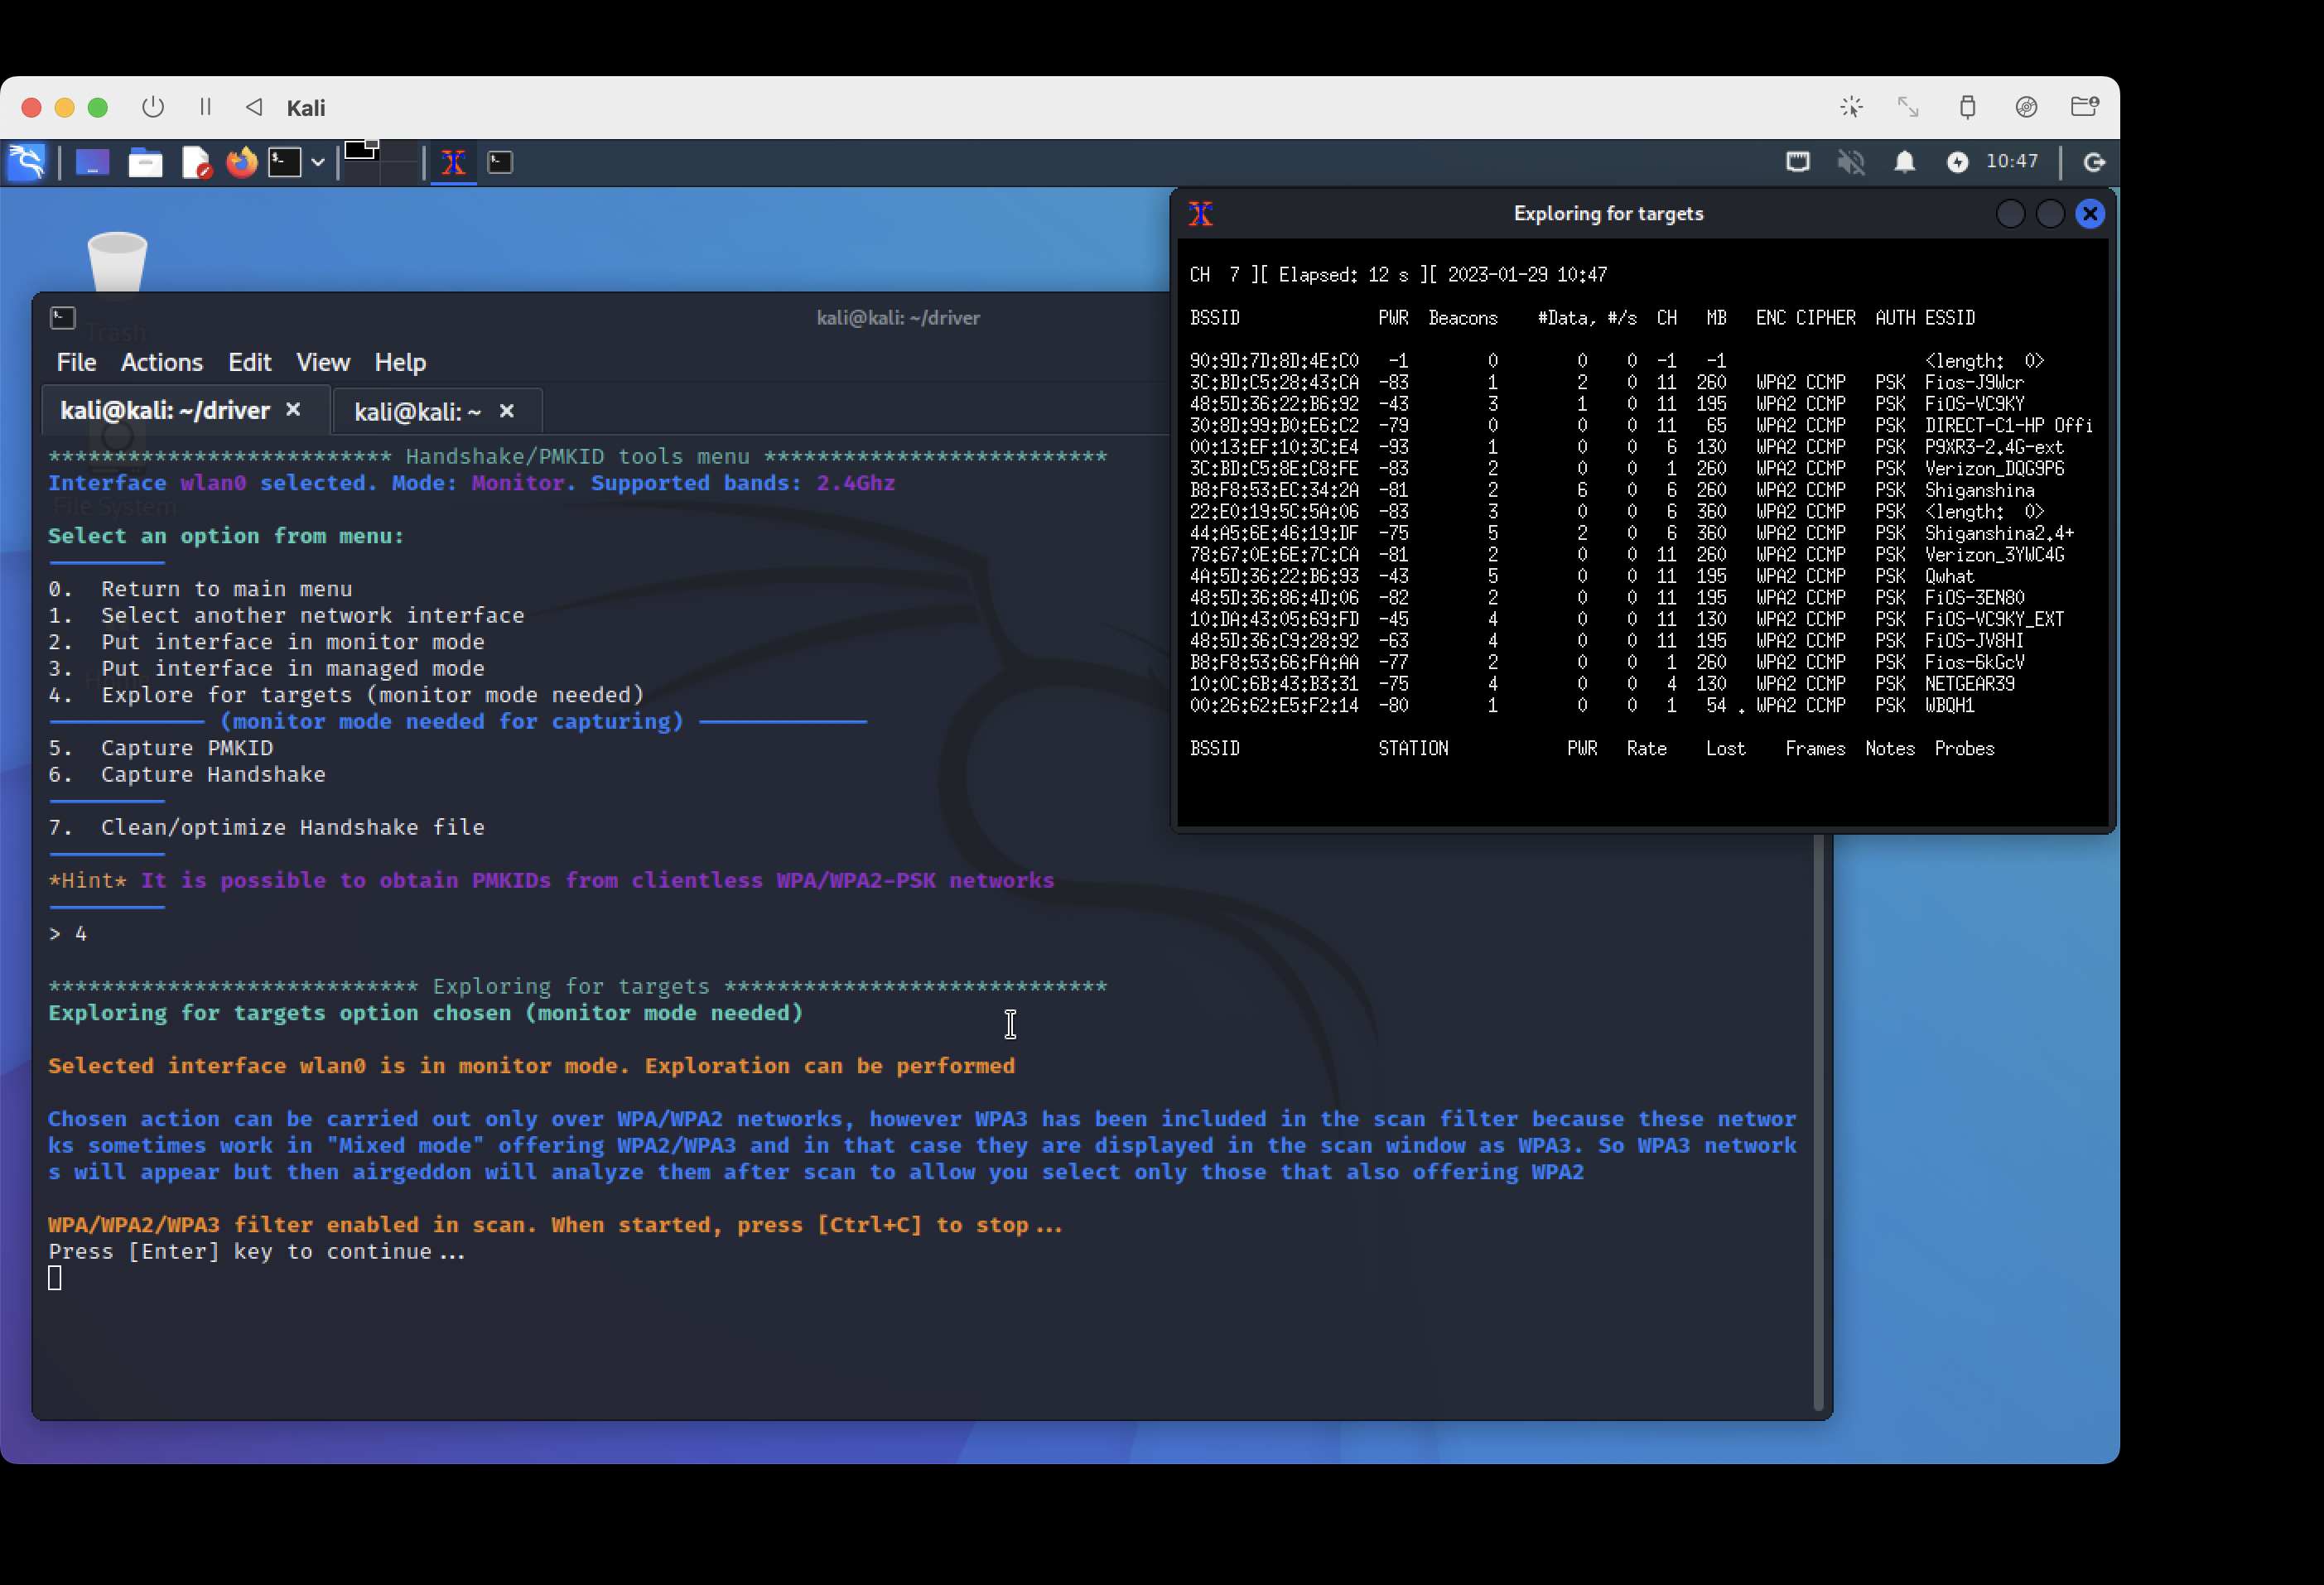 Kali
10:47
Trash
File System
kali@kali: ~/driver
File Actions Edit View Help
kali@kali: ~/driver × kali@kali: ~ ×
************************** Handshake/PMKID tools menu **************************
Interface wlan0 selected. Mode: Monitor. Supported bands: 2.4Ghz
Select an option from menu:
0. Return to main menu
1. Select another network interface
2. Put interface in monitor mode
3. Put interface in managed mode
4. Explore for targets (monitor mode needed)
(monitor mode needed for capturing)
5. Capture PMKID
6. Capture Handshake
7. Clean/optimize Handshake file
*Hint* It is possible to obtain PMKIDs from clientless WPA/WPA2-PSK networks
> 4
**************************** Exploring for targets *****************************
Exploring for targets option chosen (monitor mode needed)
Selected interface wlan0 is in monitor mode. Exploration can be performed
Chosen action can be carried out only over WPA/WPA2 networks, however WPA3 has been included in the scan filter because these networ
ks sometimes work in "Mixed mode" offering WPA2/WPA3 and in that case they are displayed in the scan window as WPA3. So WPA3 network
s will appear but then airgeddon will analyze them after scan to allow you select only those that also offering WPA2
WPA/WPA2/WPA3 filter enabled in scan. When started, press [Ctrl+C] to stop...
Press [Enter] key to continue...
Exploring for targets
CH 7 ][ Elapsed: 12 s ][ 2023-01-29 10:47
BSSID PWR Beacons #Data, #/s CH MB ENC CIPHER AUTH ESSID
90:9D:7D:8D:4E:C0 -1 0 0 0 -1 -1 <length: 0>
3C:BD:C5:28:43:CA -83 1 2 0 11 260 WPA2 CCMP PSK Fios-J9Wcr
48:5D:36:22:B6:92 -43 3 1 0 11 195 WPA2 CCMP PSK FiOS-VC9KY
30:8D:99:B0:E6:C2 -79 0 0 0 11 65 WPA2 CCMP PSK DIRECT-C1-HP Offi
00:13:EF:10:3C:E4 -93 1 0 0 6 130 WPA2 CCMP PSK P9XR3-2.4G-ext
3C:BD:C5:8E:C8:FE -83 2 0 0 1 260 WPA2 CCMP PSK Verizon_DQG9P6
B8:F8:53:EC:34:2A -81 2 6 0 6 260 WPA2 CCMP PSK Shiganshina
22:E0:19:5C:5A:06 -83 3 0 0 6 360 WPA2 CCMP PSK <length: 0>
44:A5:6E:46:19:DF -75 5 2 0 6 360 WPA2 CCMP PSK Shiganshina2.4+
78:67:0E:6E:7C:CA -81 2 0 0 11 260 WPA2 CCMP PSK Verizon_3YWC4G
4A:5D:36:22:B6:93 -43 5 0 0 11 195 WPA2 CCMP PSK Qwhat
48:5D:36:86:4D:06 -82 2 0 0 11 195 WPA2 CCMP PSK FiOS-3EN80
10:DA:43:05:69:FD -45 4 0 0 11 130 WPA2 CCMP PSK FiOS-VC9KY_EXT
48:5D:36:C9:28:92 -63 4 0 0 11 195 WPA2 CCMP PSK FiOS-JV8HI
B8:F8:53:66:FA:AA -77 2 0 0 1 260 WPA2 CCMP PSK Fios-6kGcV
10:0C:6B:43:B3:31 -75 4 0 0 4 130 WPA2 CCMP PSK NETGEAR39
00:26:62:E5:F2:14 -80 1 0 0 1 54 . WPA2 CCMP PSK WBQH1
BSSID STATION PWR Rate Lost Frames Notes Probes